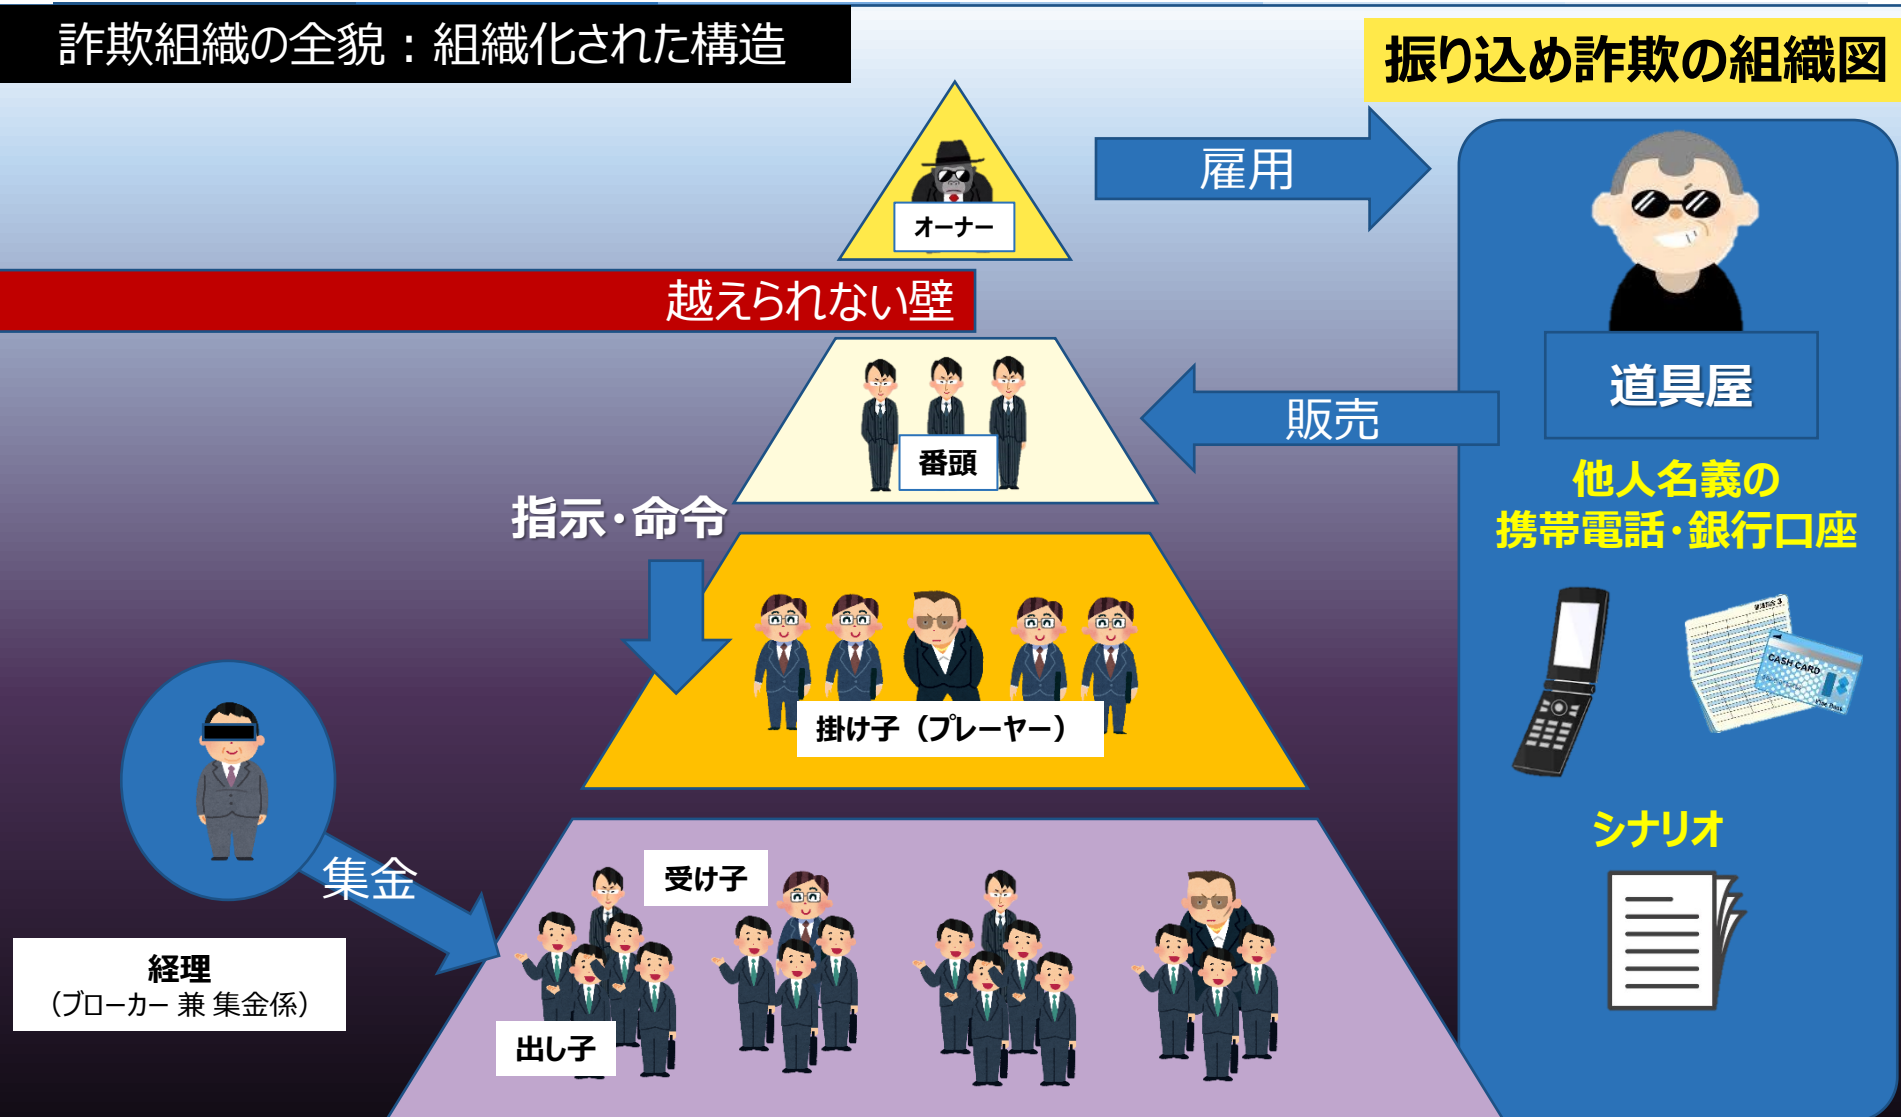 詐欺組織の全貌：組織化された構造
振り込め詐欺の組織図
雇用
オーナー
越えられない壁
道具屋
販売
番頭
他人名義の
携帯電話・銀行口座
指示・命令
CASH CARD
掛け子（プレーヤー）
シナリオ
集金
受け子
経理
（ブローカー 兼 集金係）
出し子